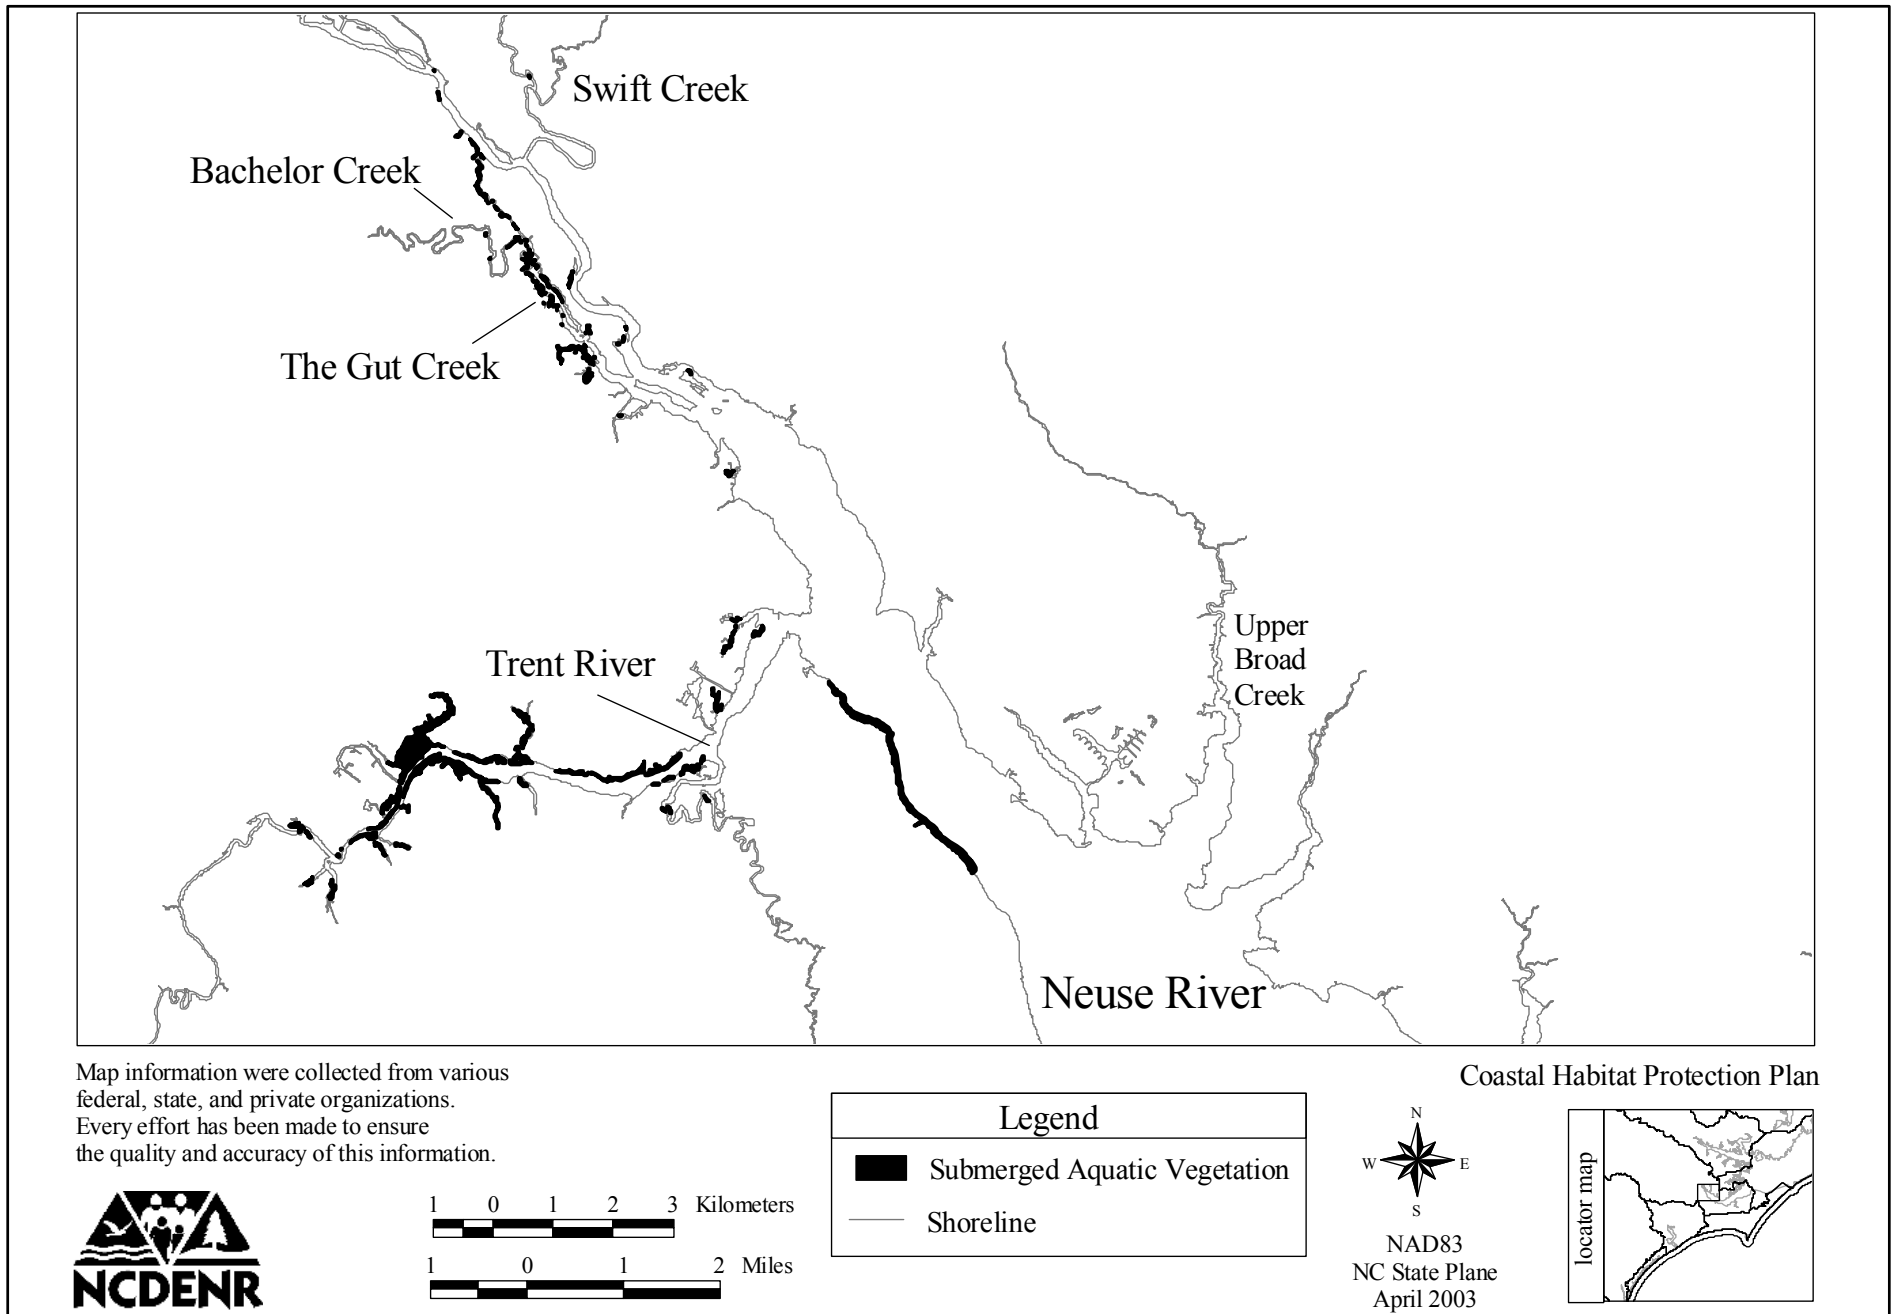 Swift Creek
Bachelor Creek
The Gut Creek
Upper
Broad
Creek
Trent River
Neuse River
Map information were collected from various
federal, state, and private organizations.
Every effort has been made to ensure
the quality and accuracy of this information.
NCDENR
1 0 1 2 3 Kilometers
1 0 1 2 Miles
Legend
Submerged Aquatic Vegetation
Shoreline
Coastal Habitat Protection Plan
N
W E
S
NAD83
NC State Plane
April 2003
locator map